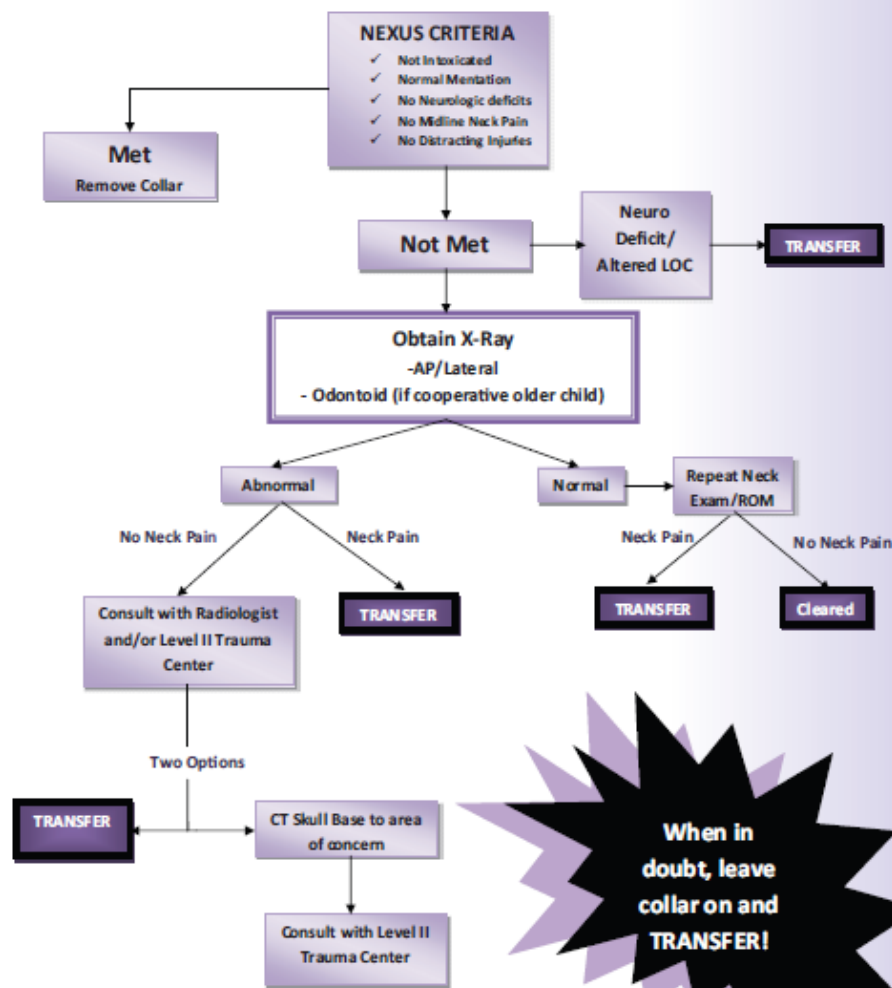 NEXUS CRITERIA
✓ Not Intoxicated
✓ Normal Mentation
✓ No Neurologic deficits
✓ No Midline Neck Pain
✓ No Distracting Injuries
Met
Remove Collar
Not Met
Neuro
Deficit/
Altered LOC
TRANSFER
Obtain X-Ray
-AP/Lateral
- Odontoid (if cooperative older child)
Abnormal
Normal
Repeat Neck
Exam/ROM
No Neck Pain
Neck Pain
Neck Pain
No Neck Pain
Consult with Radiologist
and/or Level II Trauma
Center
TRANSFER
TRANSFER
Cleared
Two Options
TRANSFER
CT Skull Base to area
of concern
Consult with Level II
Trauma Center
When in
doubt, leave
collar on and
TRANSFER!